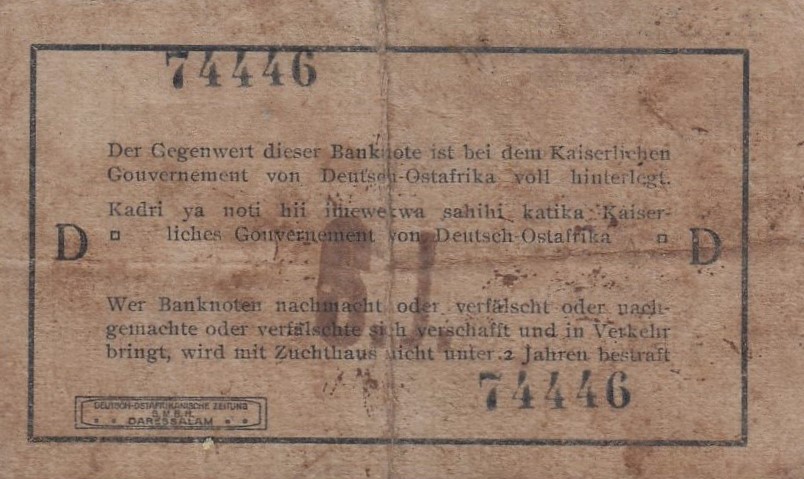 74446
Der Gegenwert dieser Banknote ist bei dem Kaiserlichen
Gouvernement von Deutsch-Ostafrika voll hinterlegt.
Kadri ya noti hii imewekwa sahihi katika Kaiser-
D ¤ liches Gouvernement von Deutsch-Ostafrika ¤ D
Wer Banknoten nachmacht oder verfälscht oder nach-
gemachte oder verfälschte sich verschafft und in Verkehr
bringt, wird mit Zuchthaus nicht unter 2 Jahren bestraft
74446
DEUTSCH-OSTAFRIKANISCHE ZEITUNG
G.M.B.H.
DARESSALAM